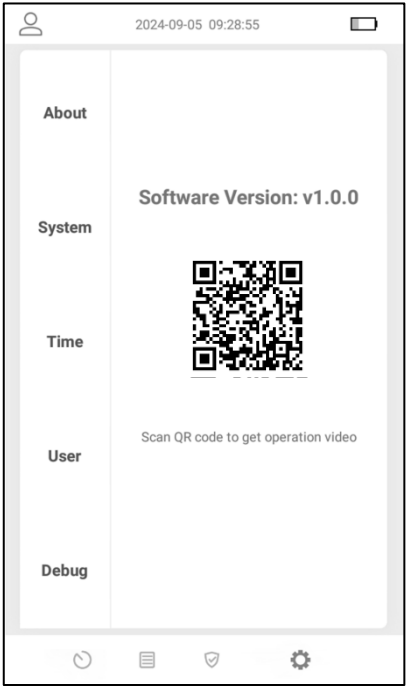 2024-09-05 09:28:55
About
System
Time
User
Debug
Software Version: v1.0.0
Scan QR code to get operation video